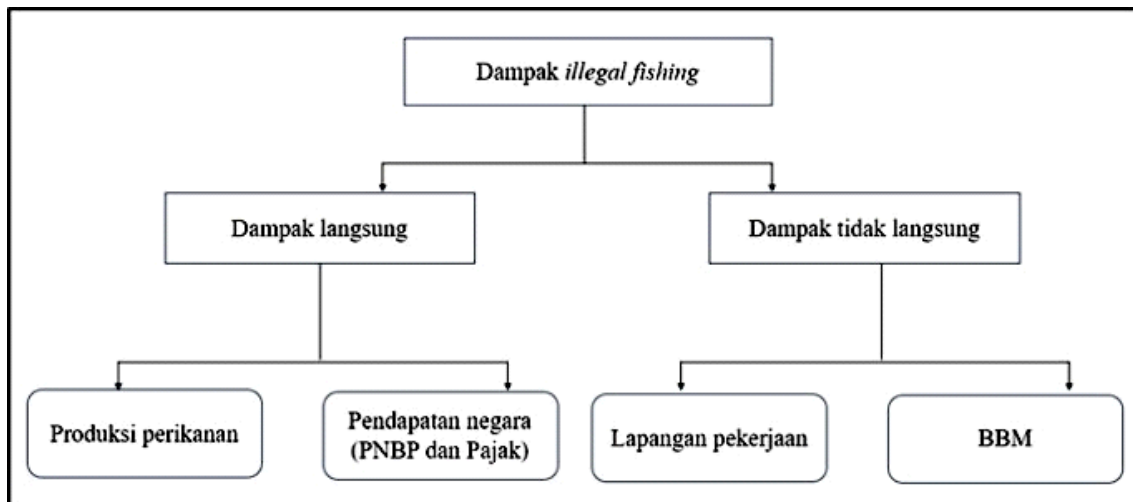 Dampak illegal fishing
Dampak langsung
Dampak tidak langsung
Produksi perikanan
Pendapatan negara
(PNBP dan Pajak)
Lapangan pekerjaan
BBM